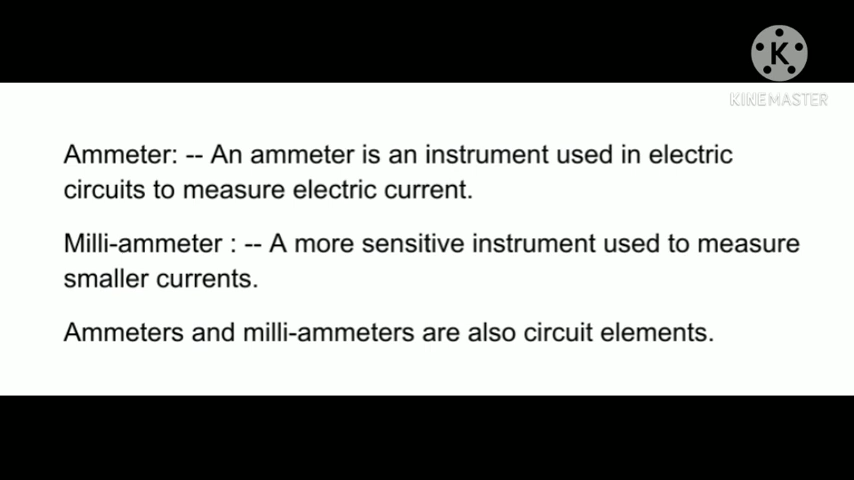 K
KINEMASTER
Ammeter: -- An ammeter is an instrument used in electric
circuits to measure electric current.
Milli-ammeter : -- A more sensitive instrument used to measure
smaller currents.
Ammeters and milli-ammeters are also circuit elements.